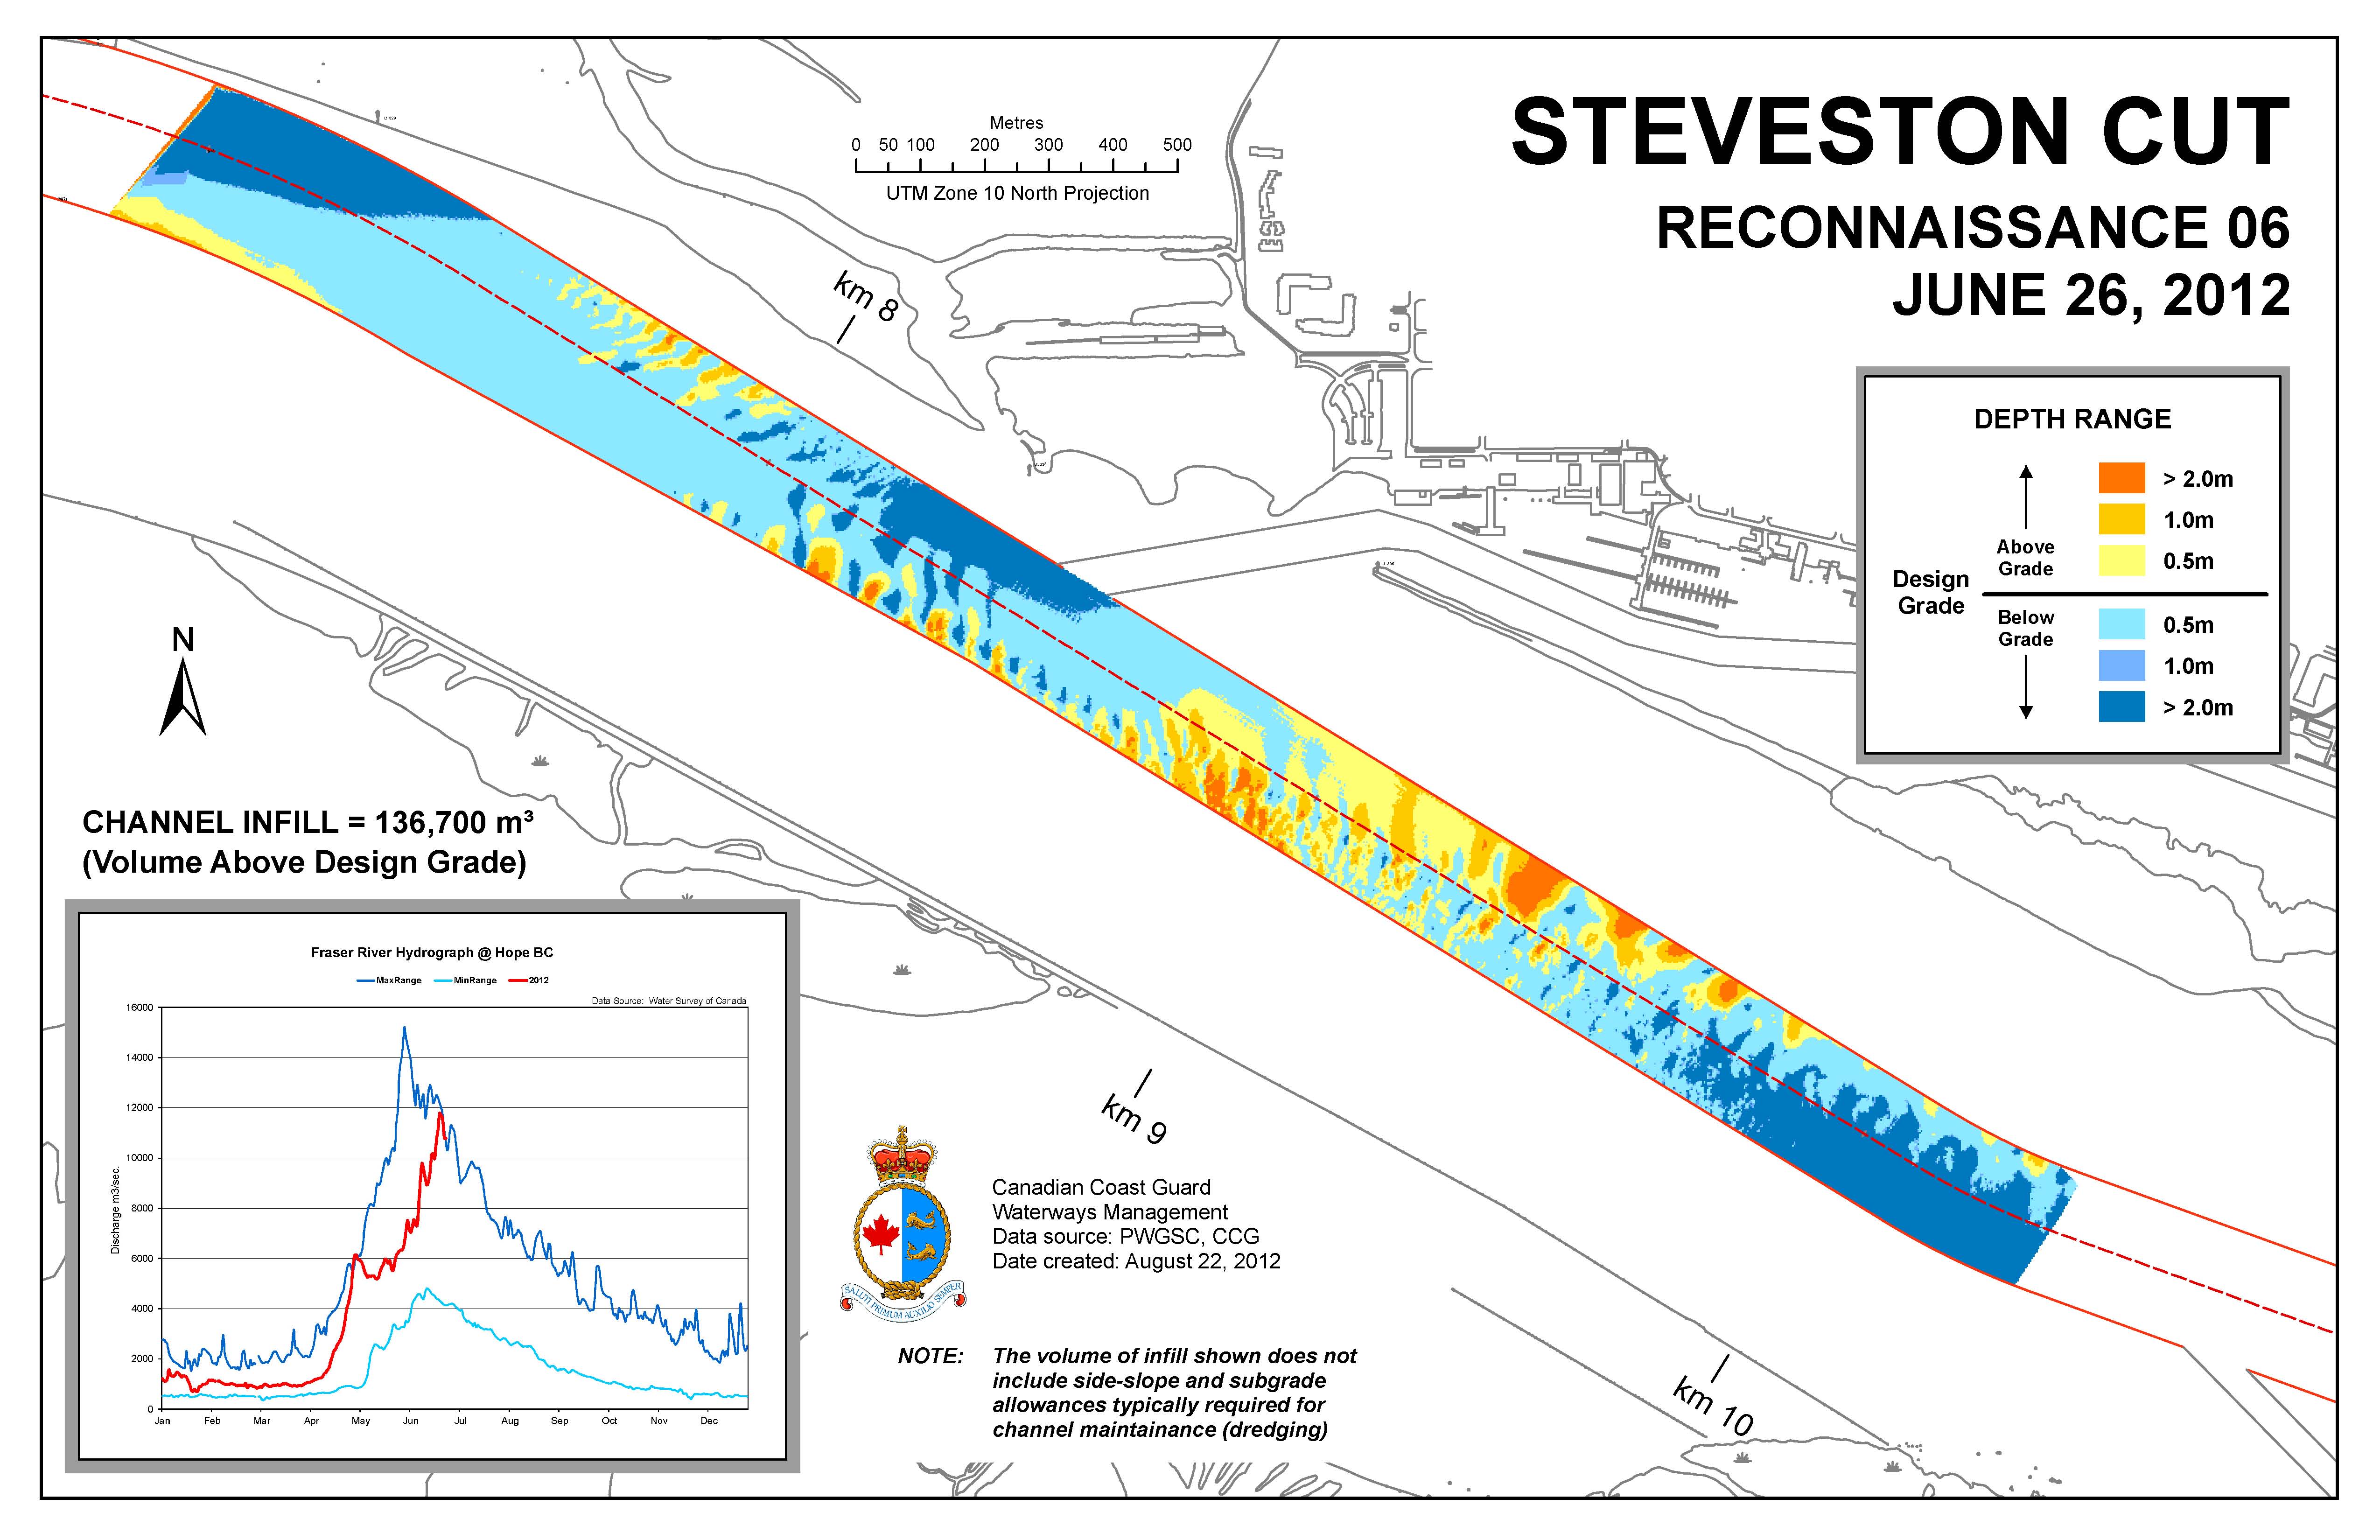 STEVESTON CUT
RECONNAISSANCE 06
JUNE 26, 2012
Metres
0 50 100 200 300 400 500
UTM Zone 10 North Projection
km 8
DEPTH RANGE
> 2.0m
1.0m
Above
Grade
0.5m
Design
Grade
Below
Grade
0.5m
1.0m
> 2.0m
N
CHANNEL INFILL = 136,700 m³
(Volume Above Design Grade)
Fraser River Hydrograph @ Hope BC
MaxRange MinRange 2012
Data Source: Water Survey of Canada
16000
14000
12000
10000
8000
6000
4000
2000
0
Discharge m3/sec.
Jan Feb Mar Apr May Jun Jul Aug Sep Oct Nov Dec
km 9
SALUTI PRIMUM AUXILIO SEMPER
Canadian Coast Guard
Waterways Management
Data source: PWGSC, CCG
Date created: August 22, 2012
NOTE: The volume of infill shown does not
include side-slope and subgrade
allowances typically required for
channel maintainance (dredging)
km 10